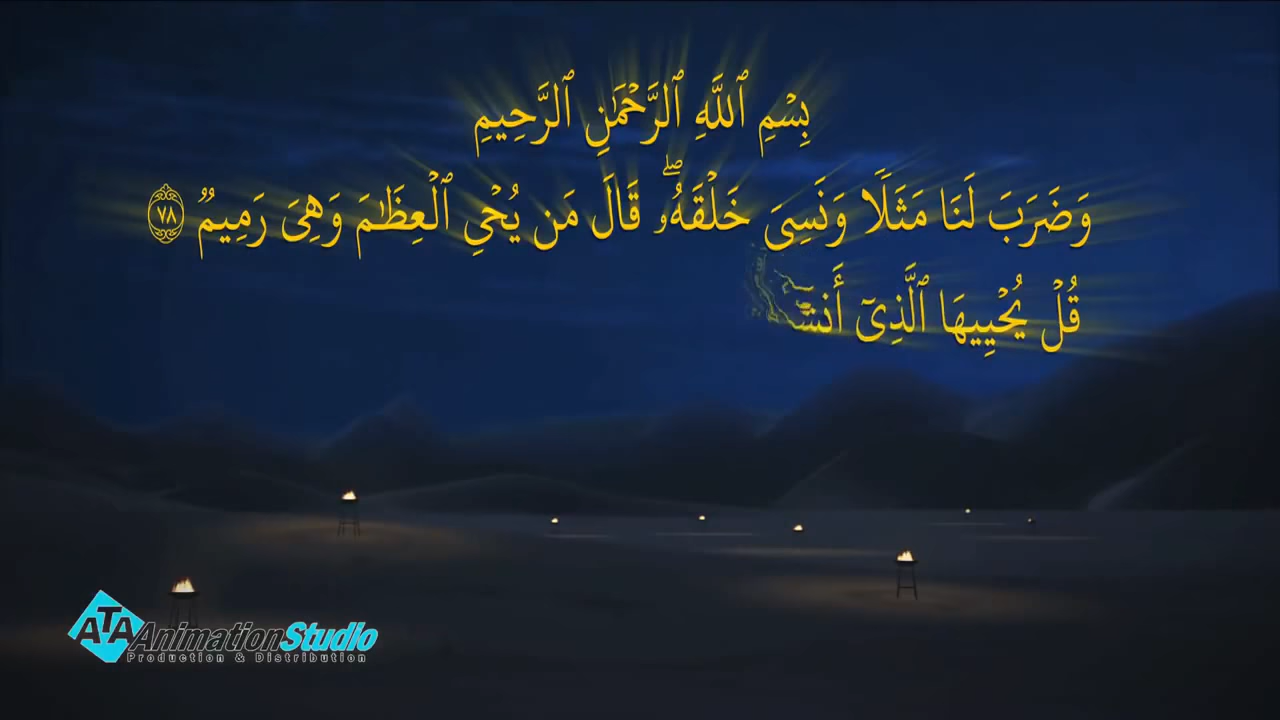 بِسْمِ ٱللَّهِ ٱلرَّحْمَٰنِ ٱلرَّحِيمِ
وَضَرَبَ لَنَا مَثَلًا وَنَسِىَ خَلْقَهُۥ ۖ قَالَ مَن يُحْىِ ٱلْعِظَٰمَ وَهِىَ رَمِيمٌ ٧٨
قُلْ يُحْيِيهَا ٱلَّذِىٓ
ATA Animation Studio
Production & Distribution